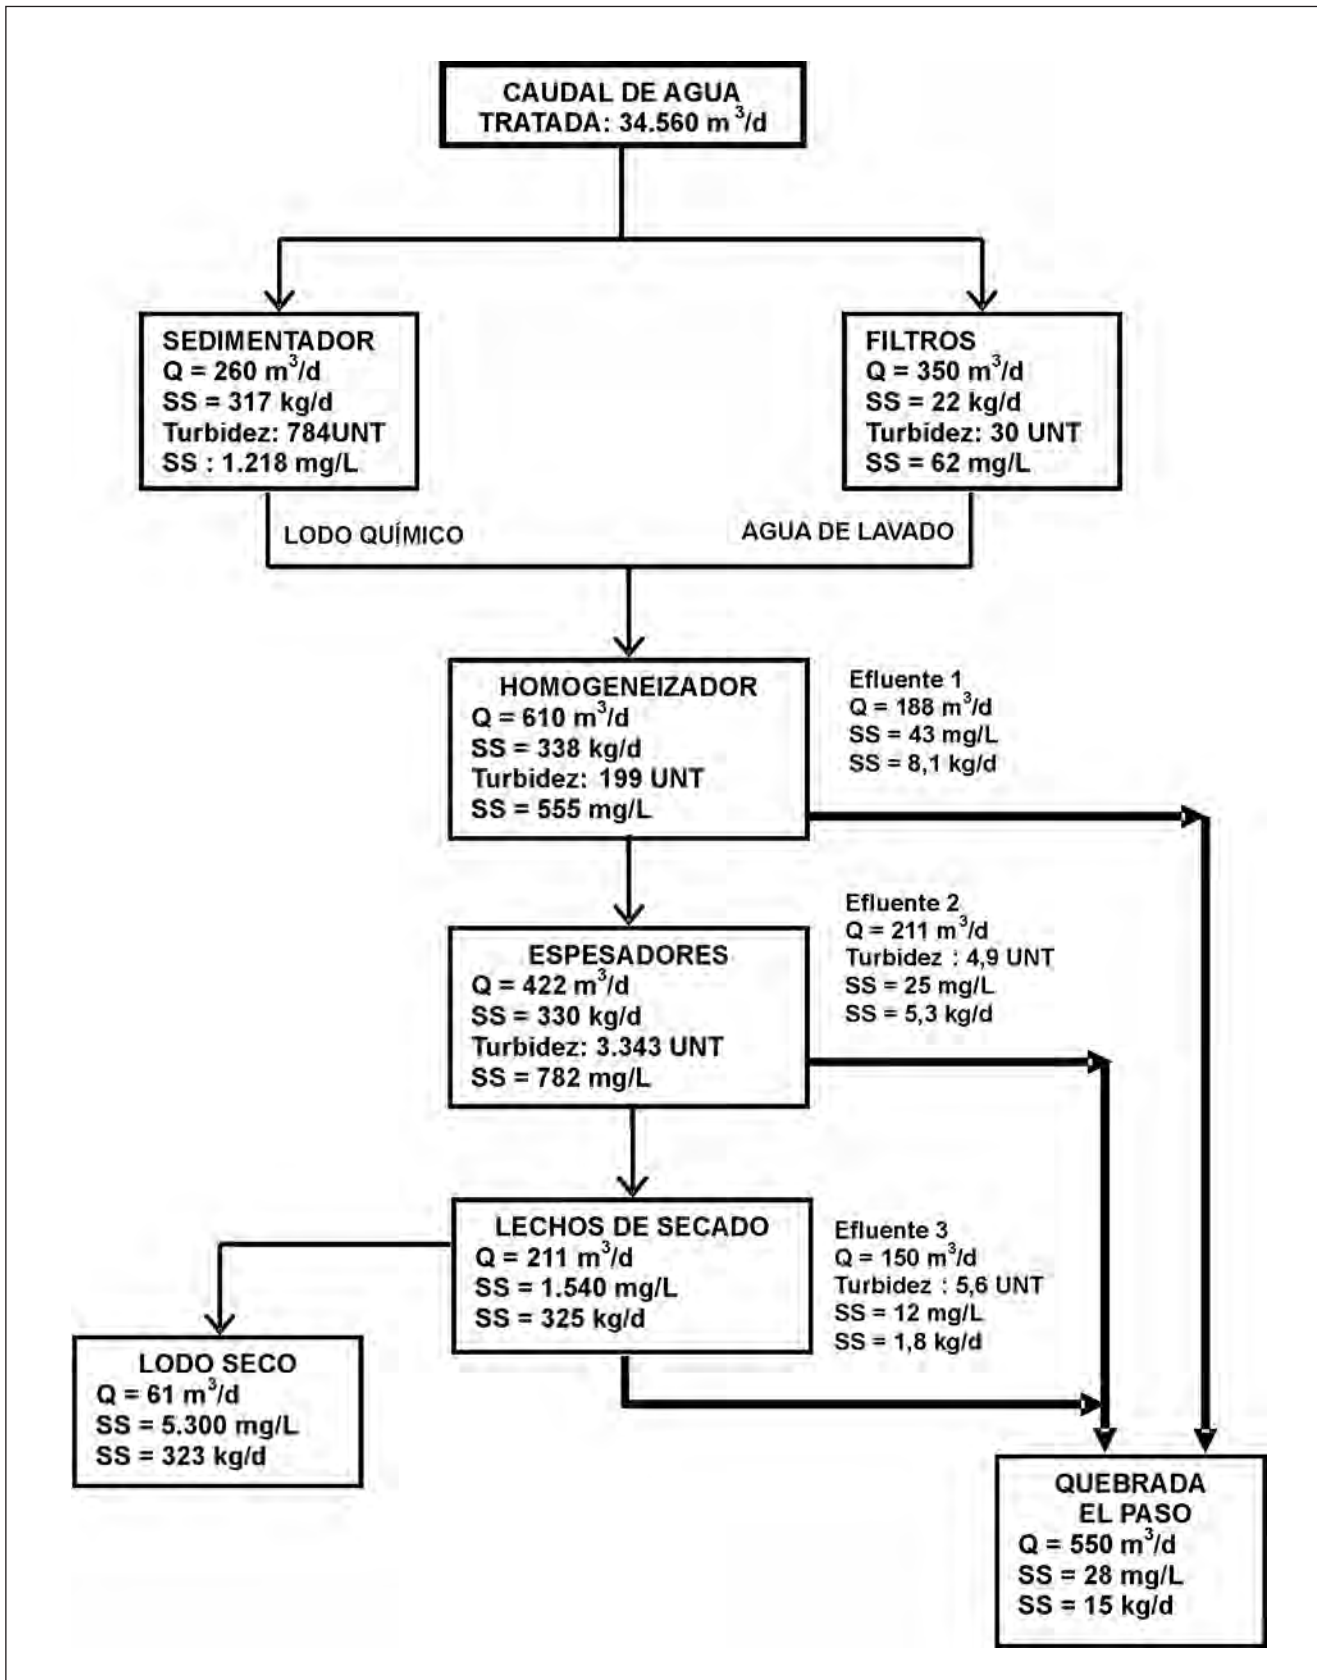 CAUDAL DE AGUA
TRATADA: 34.560 m³/d
SEDIMENTADOR
Q = 260 m³/d
SS = 317 kg/d
Turbidez: 784UNT
SS : 1.218 mg/L
FILTROS
Q = 350 m³/d
SS = 22 kg/d
Turbidez: 30 UNT
SS = 62 mg/L
LODO QUÍMICO
AGUA DE LAVADO
HOMOGENEIZADOR
Q = 610 m³/d
SS = 338 kg/d
Turbidez: 199 UNT
SS = 555 mg/L
Efluente 1
Q = 188 m³/d
SS = 43 mg/L
SS = 8,1 kg/d
ESPESADORES
Q = 422 m³/d
SS = 330 kg/d
Turbidez: 3.343 UNT
SS = 782 mg/L
Efluente 2
Q = 211 m³/d
Turbidez : 4,9 UNT
SS = 25 mg/L
SS = 5,3 kg/d
LECHOS DE SECADO
Q = 211 m³/d
SS = 1.540 mg/L
SS = 325 kg/d
Efluente 3
Q = 150 m³/d
Turbidez : 5,6 UNT
SS = 12 mg/L
SS = 1,8 kg/d
LODO SECO
Q = 61 m³/d
SS = 5.300 mg/L
SS = 323 kg/d
QUEBRADA
EL PASO
Q = 550 m³/d
SS = 28 mg/L
SS = 15 kg/d